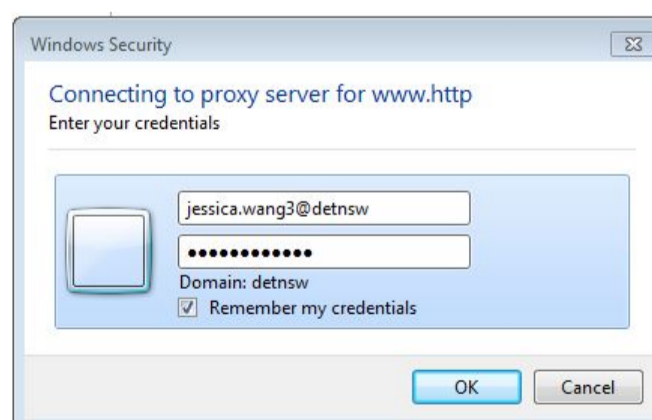 Windows Security
Connecting to proxy server for www.http
Enter your credentials
jessica.wang3@detnsw
●●●●●●●●●●●●
Domain: detnsw
Remember my credentials
OK
Cancel